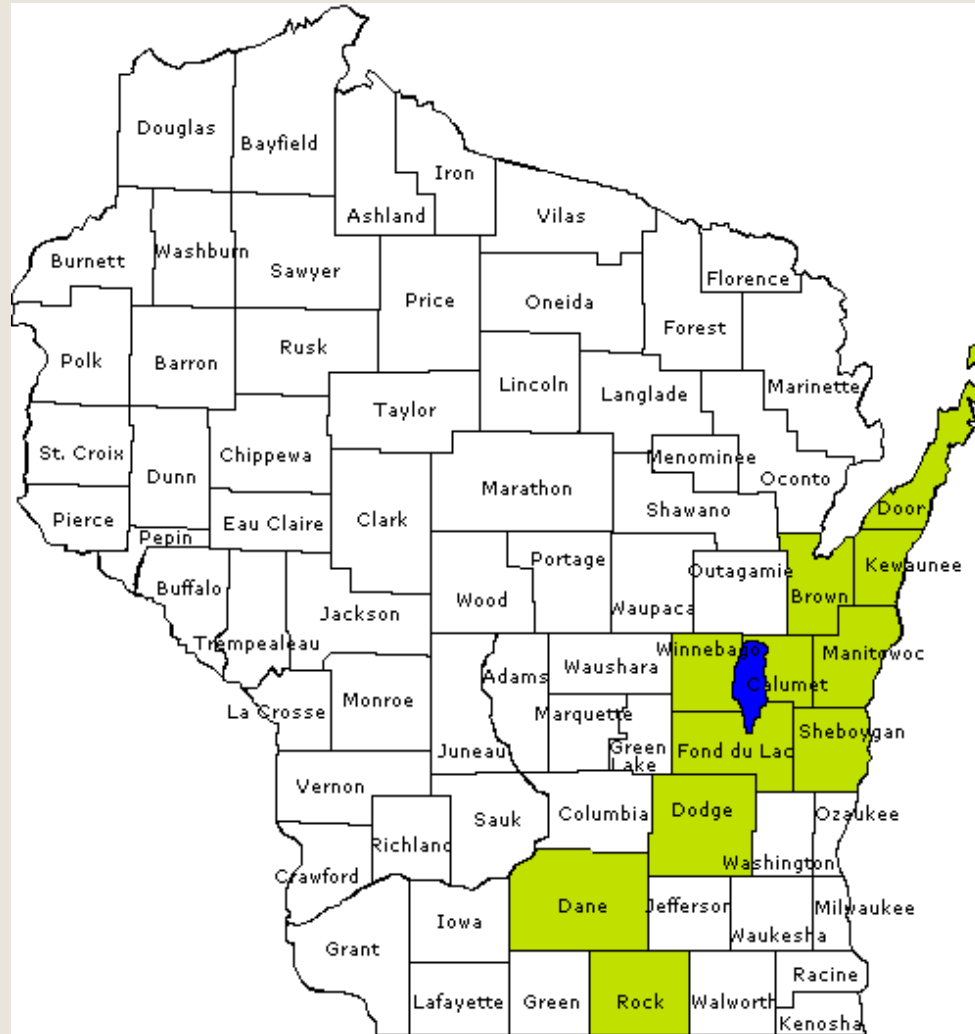 Douglas
Bayfield
Iron
Ashland
Vilas
Burnett
Washburn
Sawyer
Florence
Price
Oneida
Forest
Polk
Barron
Rusk
Lincoln
Langlade
Marinette
Taylor
St. Croix
Dunn
Chippewa
Menominee
Oconto
Marathon
Shawano
Pierce
Eau Claire
Clark
Door
Pepin
Portage
Outagamie
Kewaunee
Buffalo
Wood
Waupaca
Brown
Jackson
Trempealeau
Winnebago
Manitowoc
Waushara
Adams
Calumet
La Crosse
Monroe
Marquette
Sheboygan
Juneau
Green
Lake
Fond du Lac
Vernon
Sauk
Columbia
Dodge
Ozaukee
Richland
Washington
Crawford
Dane
Jefferson
Milwaukee
Iowa
Waukesha
Grant
Racine
Lafayette
Green
Rock
Walworth
Kenosha